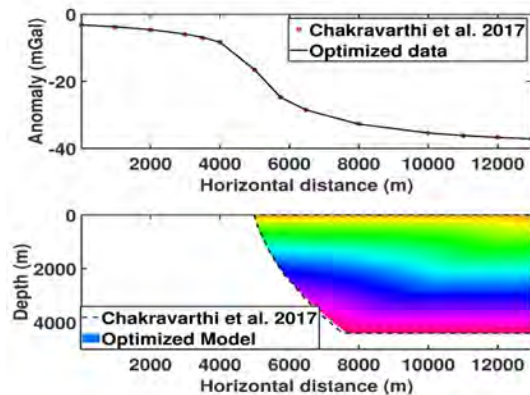 0
Chakravarthi et al. 2017
Optimized data
-20
-40
Anomaly (mGal)
2000 4000 6000 8000 10000 12000
Horizontal distance (m)
0
2000
4000
Depth (m)
Chakravarthi et al. 2017
Optimized Model
2000 4000 6000 8000 10000 12000
Horizontal distance (m)